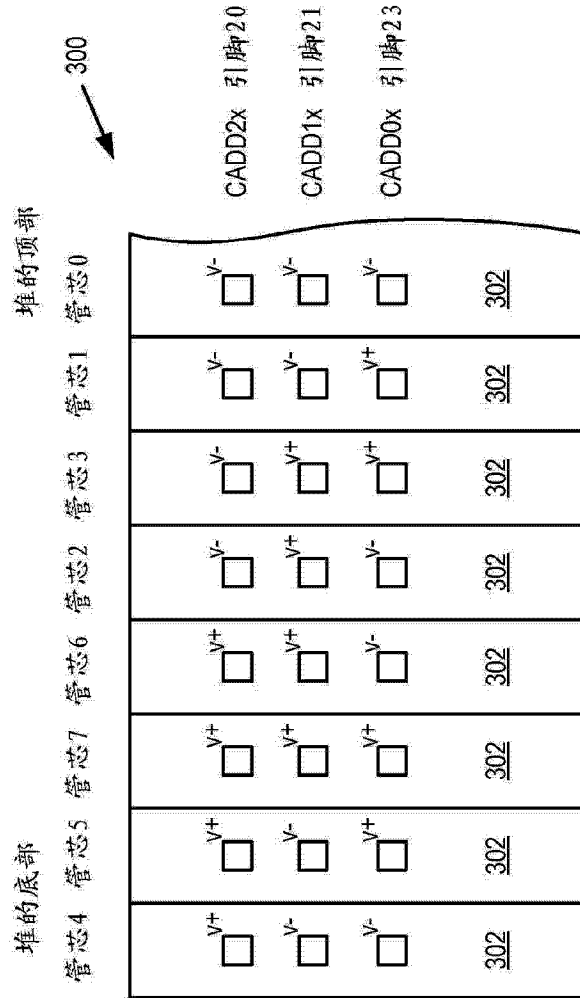 堆的底部 堆的顶部
管芯4 管芯5 管芯7 管芯6 管芯2 管芯3 管芯1 管芯0
300
V+ V+ V+ V+ V- V- V- V-
CADD2x 引脚20
V- V- V+ V+ V+ V+ V- V-
CADD1x 引脚21
V- V+ V+ V- V- V+ V+ V-
CADD0x 引脚23
302 302 302 302 302 302 302 302